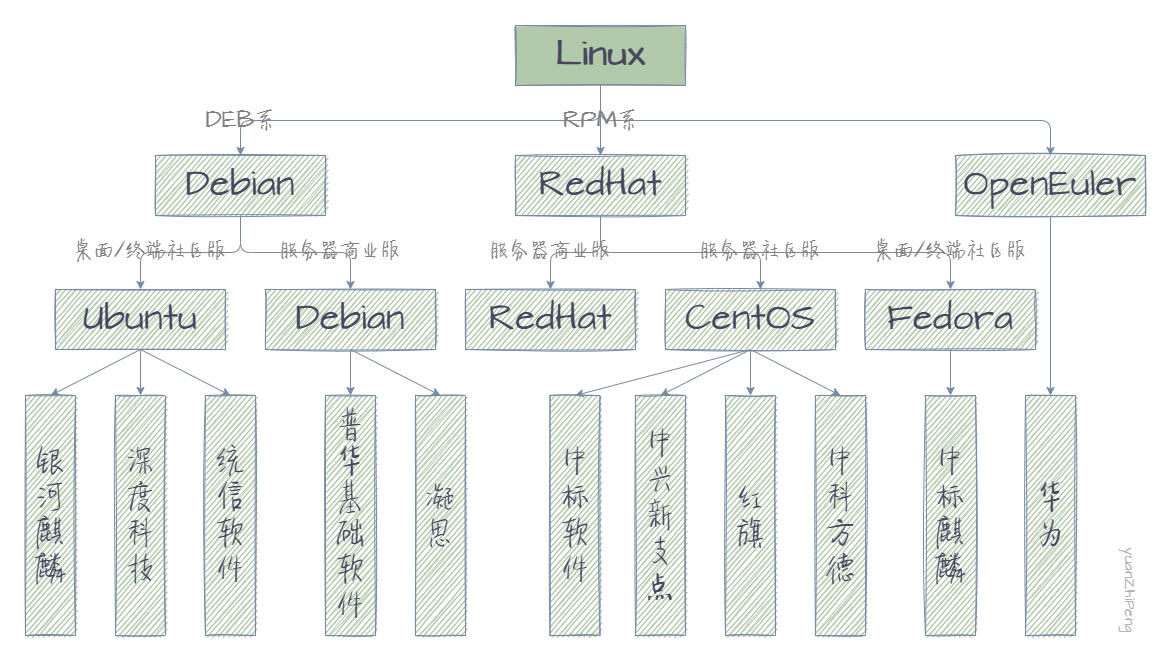 Linux
DEB系
RPM系
Debian
RedHat
OpenEuler
桌面/终端社区版
服务器商业版
服务器商业版
服务器社区版
桌面/终端社区版
Ubuntu
Debian
RedHat
CentOS
Fedora
银河麒麟
深度科技
统信软件
普华基础软件
凝思
中标软件
中兴新支点
红旗
中科方德
中标麒麟
华为
yuanZhiPeng